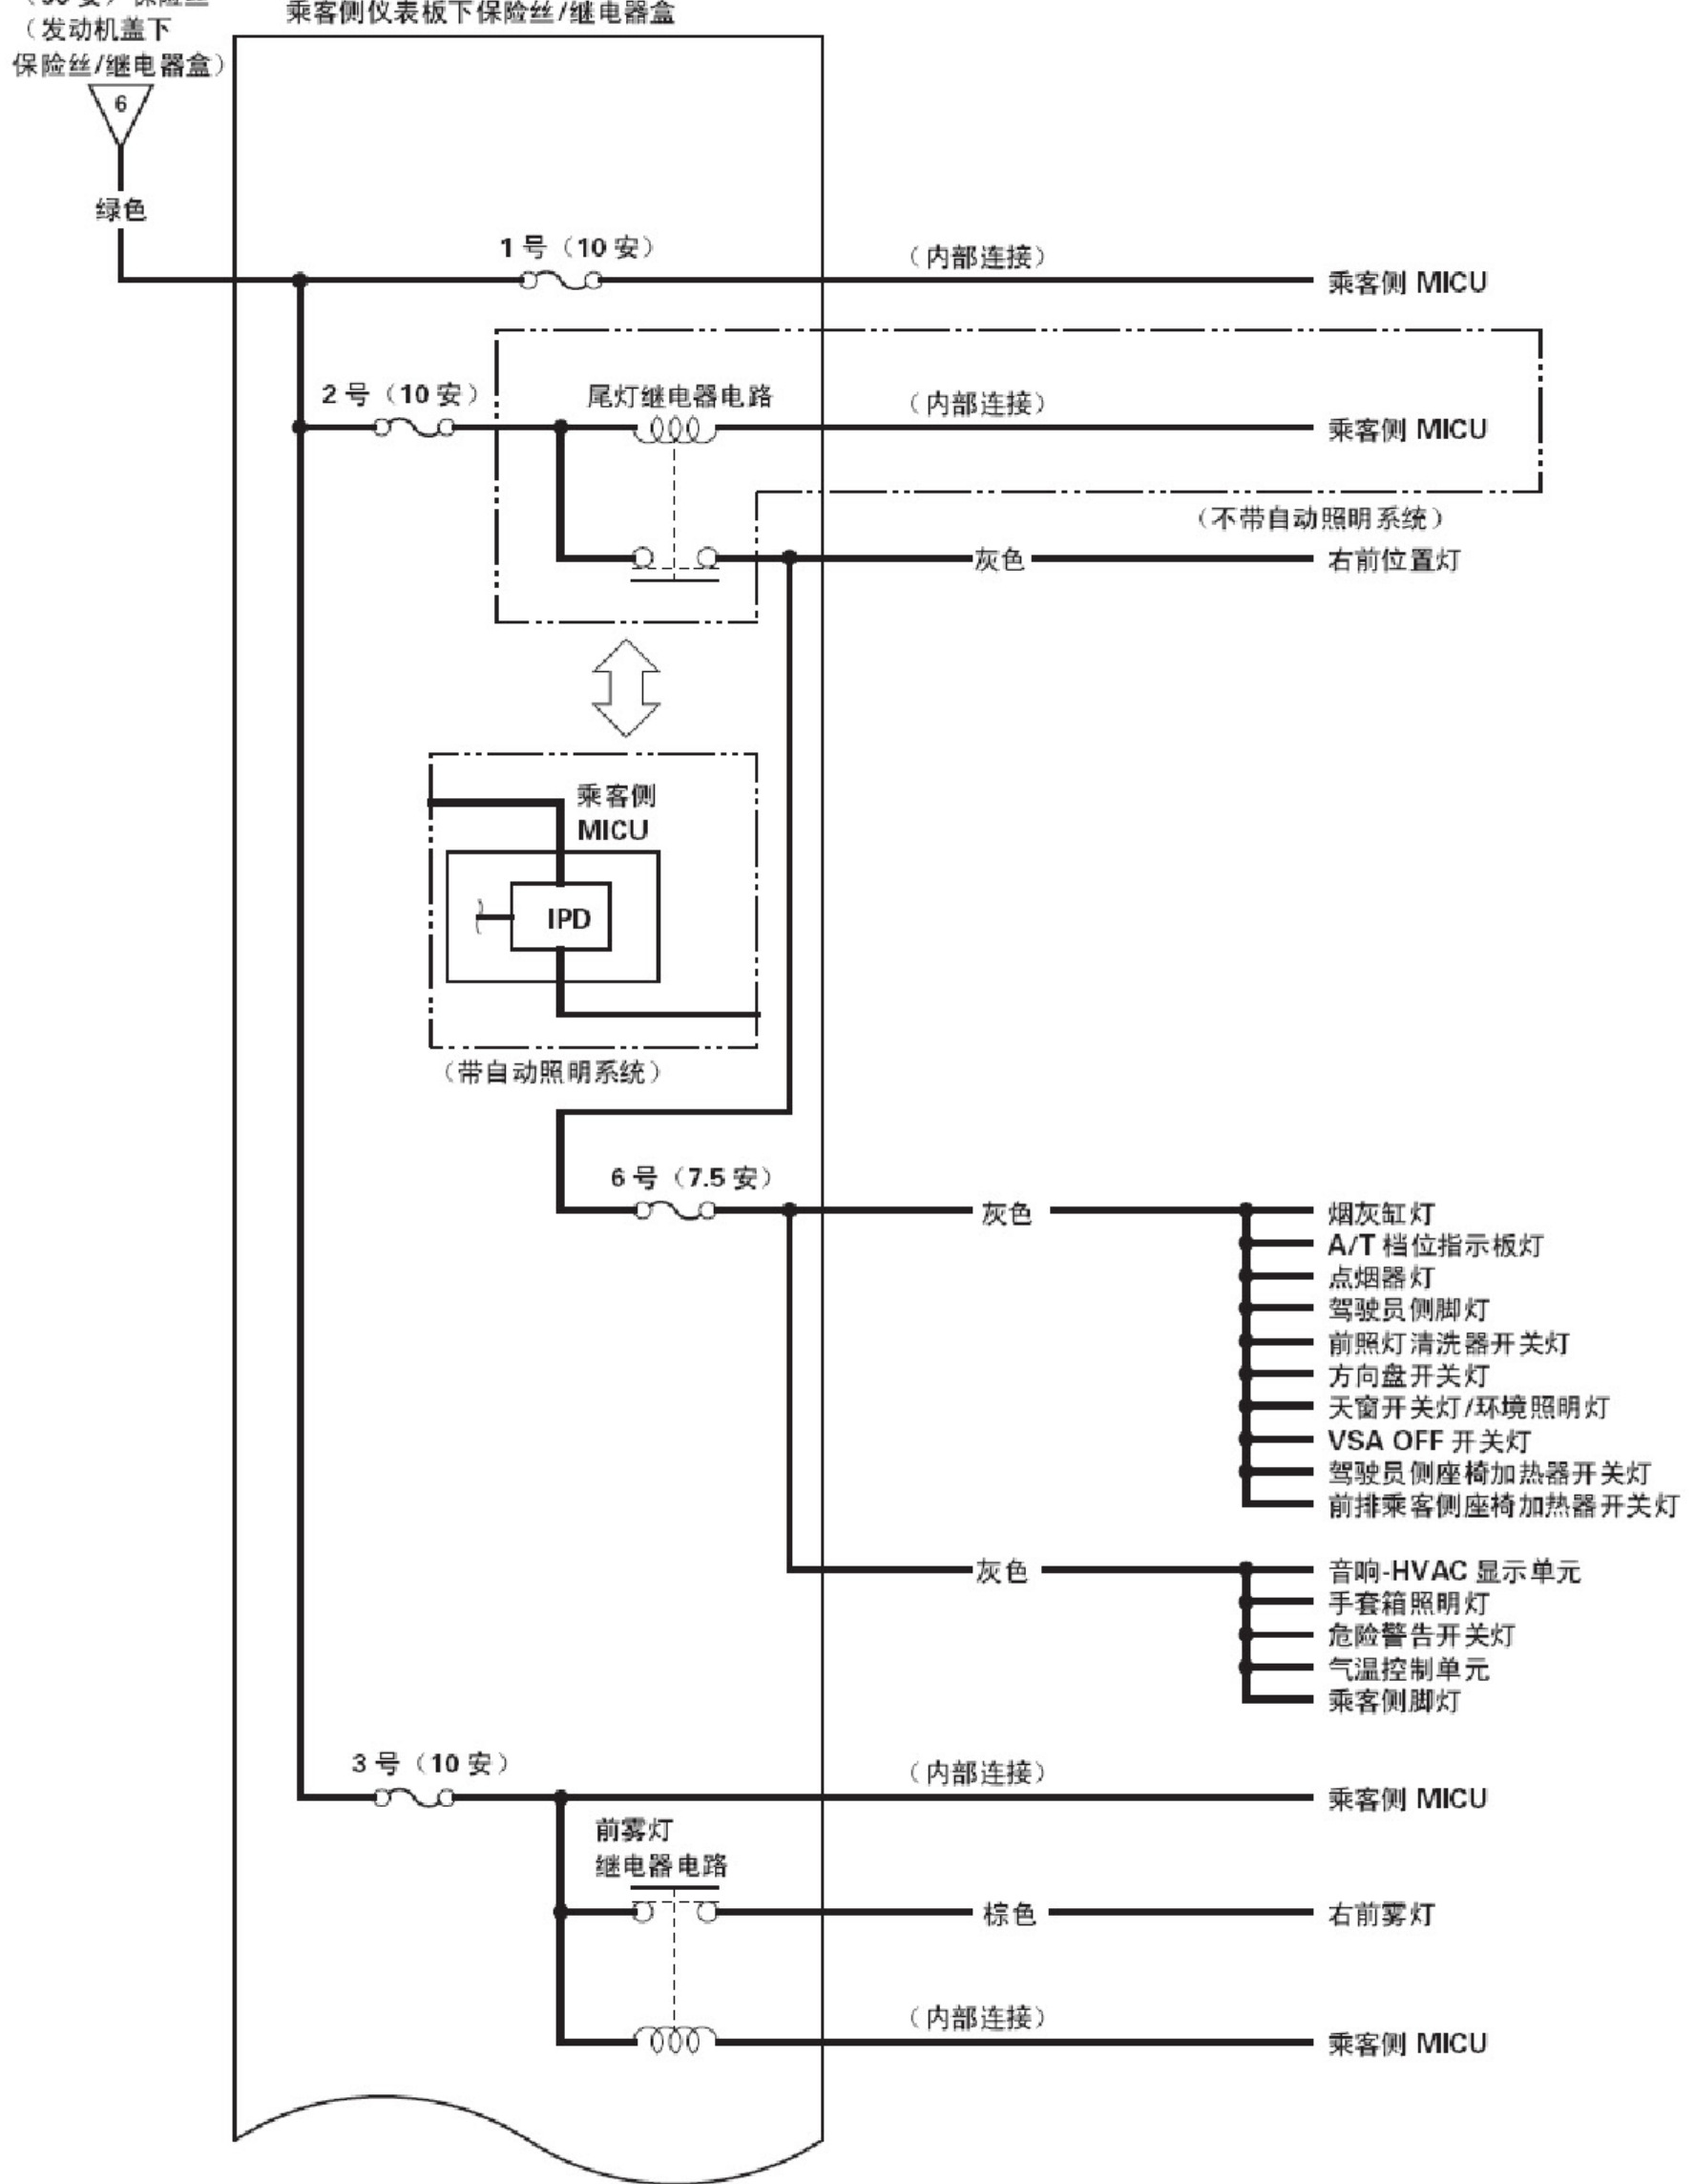 乘客侧仪表板下保险丝/继电器盒
（发动机盖下
保险丝/继电器盒）
6
绿色
1 号（10 安）
（内部连接）
乘客侧 MICU
2 号（10 安）
尾灯继电器电路
（内部连接）
乘客侧 MICU
（不带自动照明系统）
灰色
右前位置灯
乘客侧
MICU
IPD
（带自动照明系统）
6 号（7.5 安）
灰色
烟灰缸灯
A/T 档位指示板灯
点烟器灯
驾驶员侧脚灯
前照灯清洗器开关灯
方向盘开关灯
天窗开关灯/环境照明灯
VSA OFF 开关灯
驾驶员侧座椅加热器开关灯
前排乘客侧座椅加热器开关灯
灰色
音响-HVAC 显示单元
手套箱照明灯
危险警告开关灯
气温控制单元
乘客侧脚灯
3 号（10 安）
（内部连接）
乘客侧 MICU
前雾灯
继电器电路
棕色
右前雾灯
（内部连接）
乘客侧 MICU